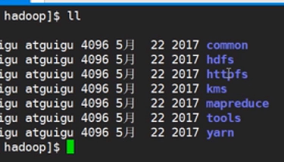 hadoop]$ ll
igu atguigu 4096 5月 22 2017 common
igu atguigu 4096 5月 22 2017 hdfs
igu atguigu 4096 5月 22 2017 httpfs
igu atguigu 4096 5月 22 2017 kms
igu atguigu 4096 5月 22 2017 mapreduce
igu atguigu 4096 5月 22 2017 tools
igu atguigu 4096 5月 22 2017 yarn
hadoop]$